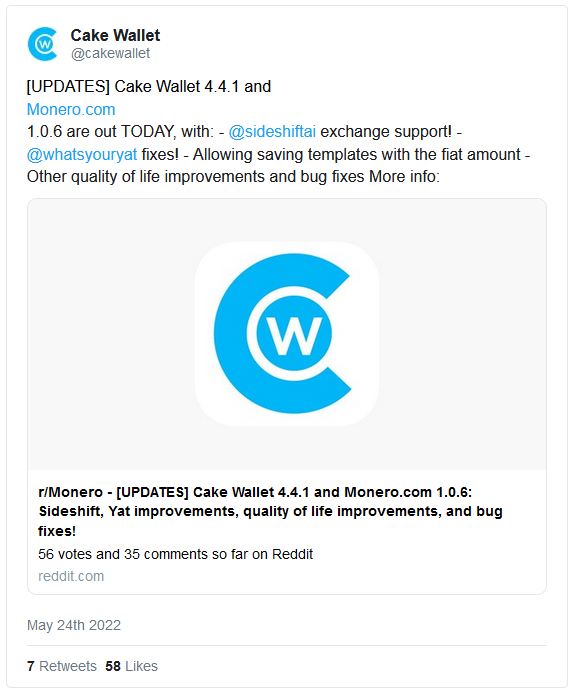 Cake Wallet
@cakewallet
[UPDATES] Cake Wallet 4.4.1 and
Monero.com
1.0.6 are out TODAY, with: - @sideshiftai exchange support! -
@whatsyouryat fixes! - Allowing saving templates with the fiat amount -
Other quality of life improvements and bug fixes More info:
W
r/Monero - [UPDATES] Cake Wallet 4.4.1 and Monero.com 1.0.6:
Sideshift, Yat improvements, quality of life improvements, and bug
fixes!
56 votes and 35 comments so far on Reddit
reddit.com
May 24th 2022
7 Retweets 58 Likes